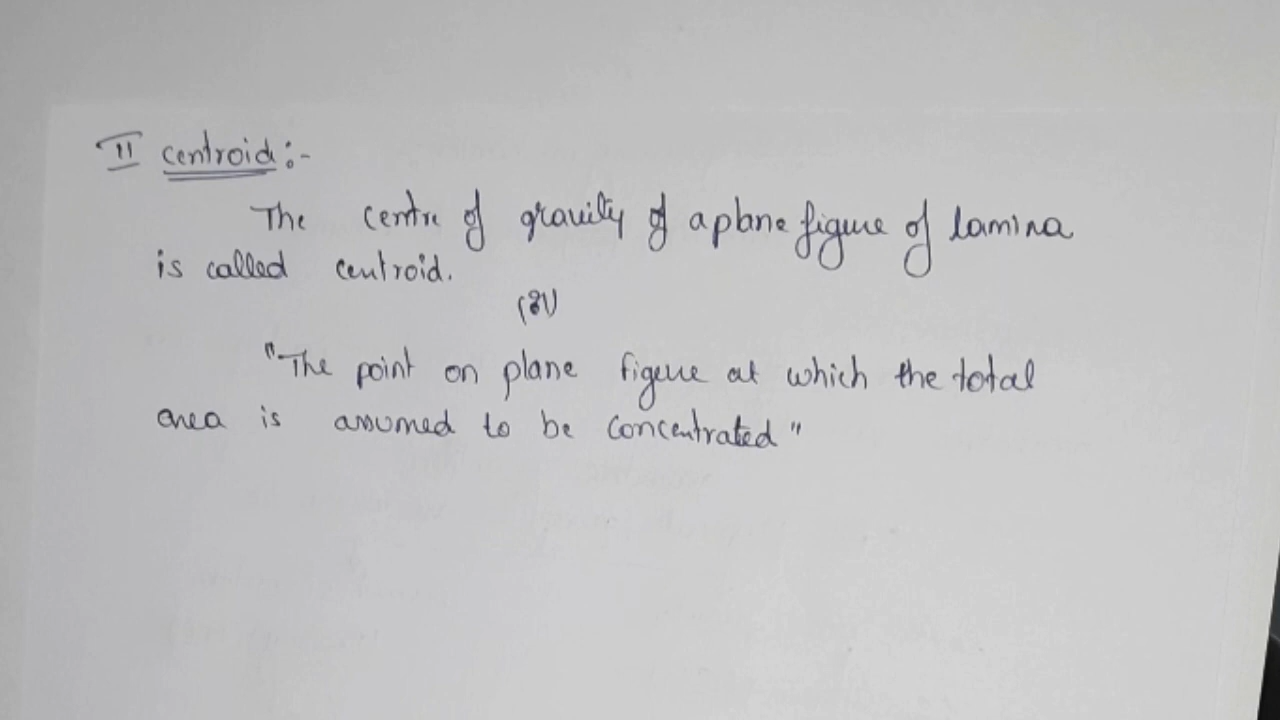 II centroid:-
The centre of gravity of a plane figure of lamina
is called centroid.
(or)
"The point on plane figure at which the total
area is assumed to be concentrated"